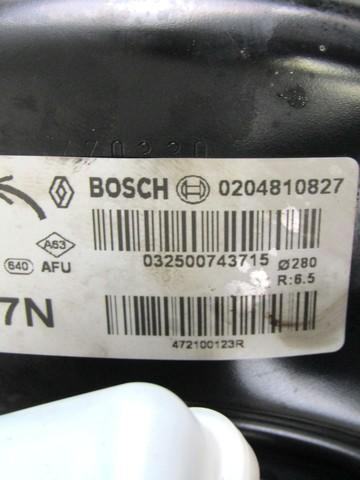 BOSCH 0204810827
A63
032500743715 Ø280
640 AFU R:6.5
7N
472100123R